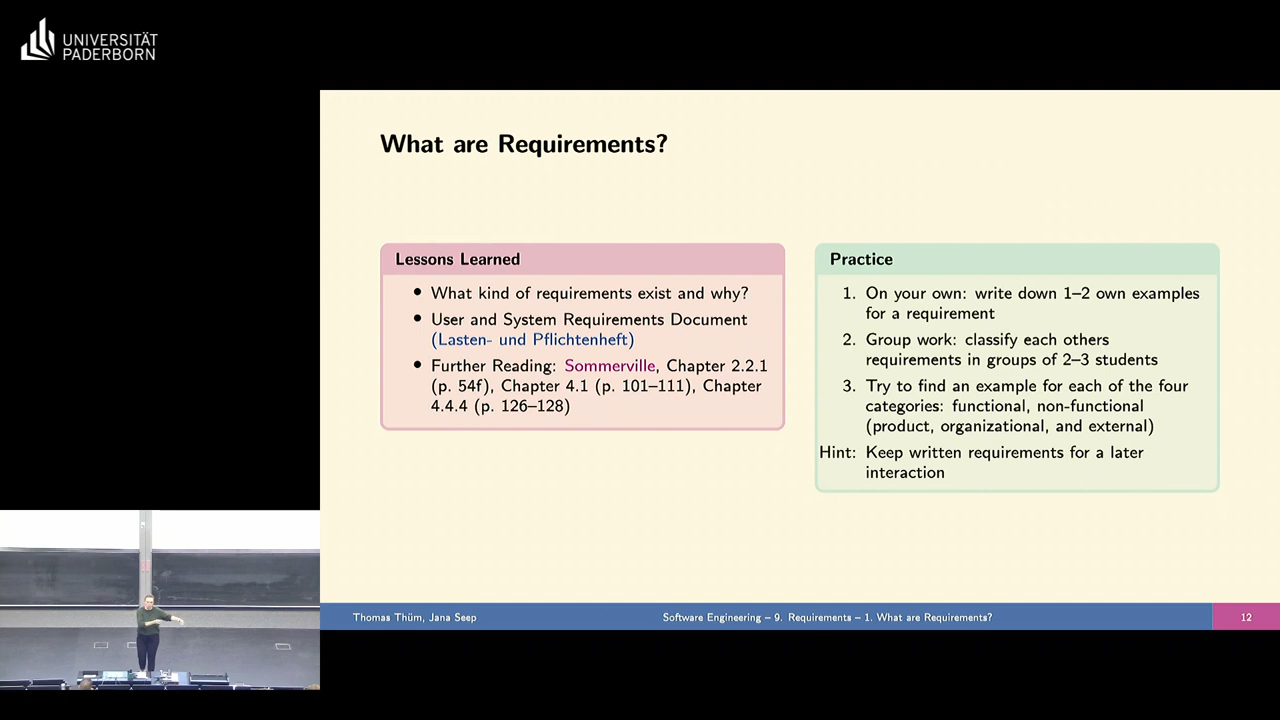 UNIVERSITÄT
PADERBORN
What are Requirements?
Lessons Learned
• What kind of requirements exist and why?
• User and System Requirements Document
(Lasten- und Pflichtenheft)
• Further Reading: Sommerville, Chapter 2.2.1
(p. 54f), Chapter 4.1 (p. 101–111), Chapter
4.4.4 (p. 126–128)
Practice
1. On your own: write down 1–2 own examples
for a requirement
2. Group work: classify each others
requirements in groups of 2–3 students
3. Try to find an example for each of the four
categories: functional, non-functional
(product, organizational, and external)
Hint: Keep written requirements for a later
interaction
Thomas Thüm, Jana Seep
Software Engineering – 9. Requirements – 1. What are Requirements?
12